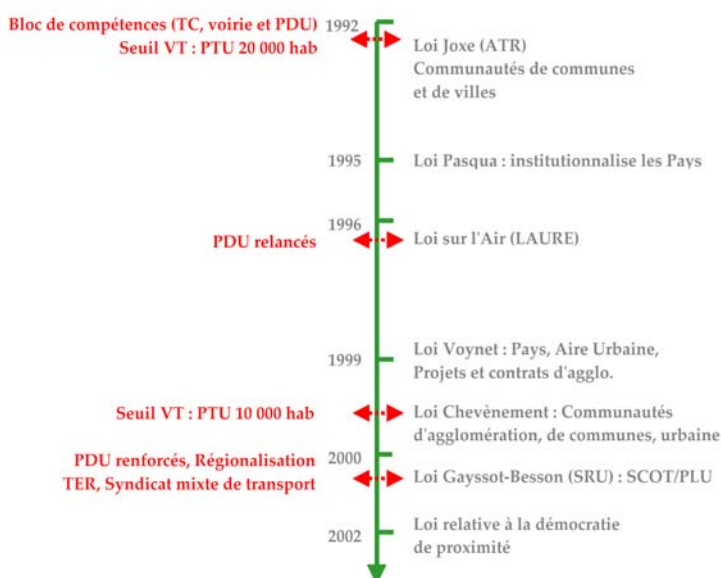 Bloc de compétences (TC, voirie et PDU)
Seuil VT : PTU 20 000 hab
1992
Loi Joxe (ATR)
Communautés de communes
et de villes
1995
Loi Pasqua : institutionnalise les Pays
1996
PDU relancés
Loi sur l'Air (LAURE)
1999
Loi Voynet : Pays, Aire Urbaine,
Projets et contrats d'agglo.
Seuil VT : PTU 10 000 hab
Loi Chevènement : Communautés
d'agglomération, de communes, urbaine
2000
PDU renforcés, Régionalisation
TER, Syndicat mixte de transport
Loi Gayssot-Besson (SRU) : SCOT/PLU
2002
Loi relative à la démocratie
de proximité